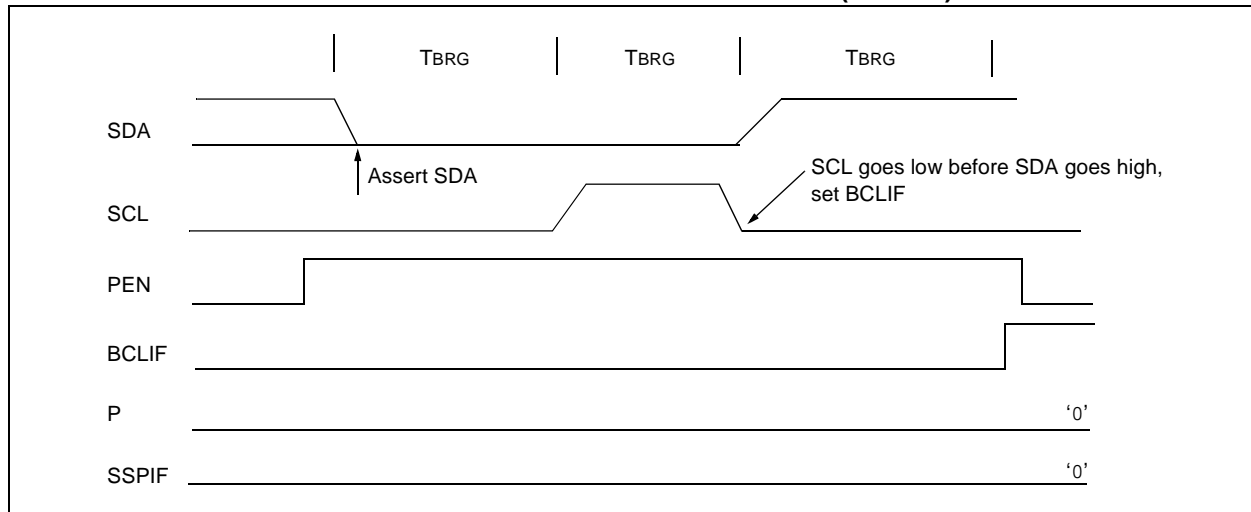 TBRG TBRG TBRG
SDA
Assert SDA
SCL goes low before SDA goes high,
set BCLIF
SCL
PEN
BCLIF
P
‘0’
SSPIF
‘0’